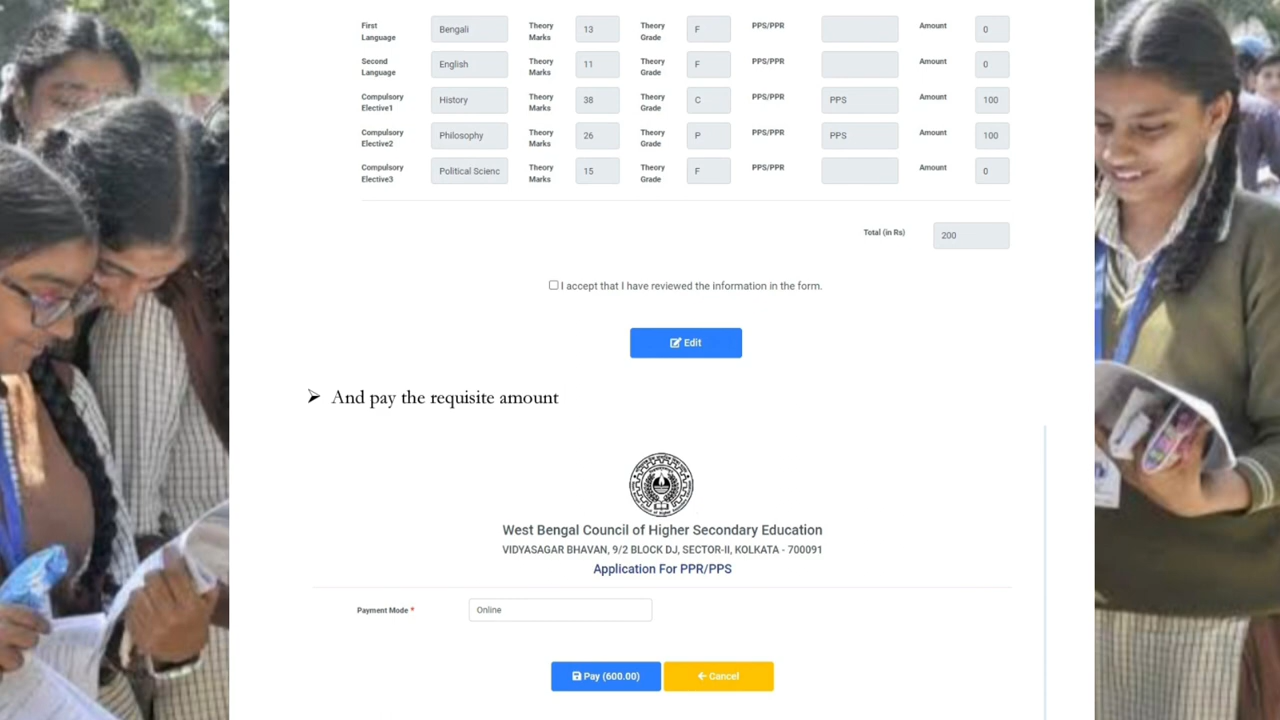 First Language Bengali Theory Marks 13 Theory Grade F PPS/PPR Amount 0
Second Language English Theory Marks 11 Theory Grade F PPS/PPR Amount 0
Compulsory Elective1 History Theory Marks 38 Theory Grade C PPS/PPR PPS Amount 100
Compulsory Elective2 Philosophy Theory Marks 26 Theory Grade P PPS/PPR PPS Amount 100
Compulsory Elective3 Political Scienc Theory Marks 15 Theory Grade F PPS/PPR Amount 0
Total (in Rs) 200
I accept that I have reviewed the information in the form.
Edit
And pay the requisite amount
West Bengal Council of Higher Secondary Education
VIDYASAGAR BHAVAN, 9/2 BLOCK DJ, SECTOR-II, KOLKATA - 700091
Application For PPR/PPS
Payment Mode * Online
Pay (600.00) Cancel